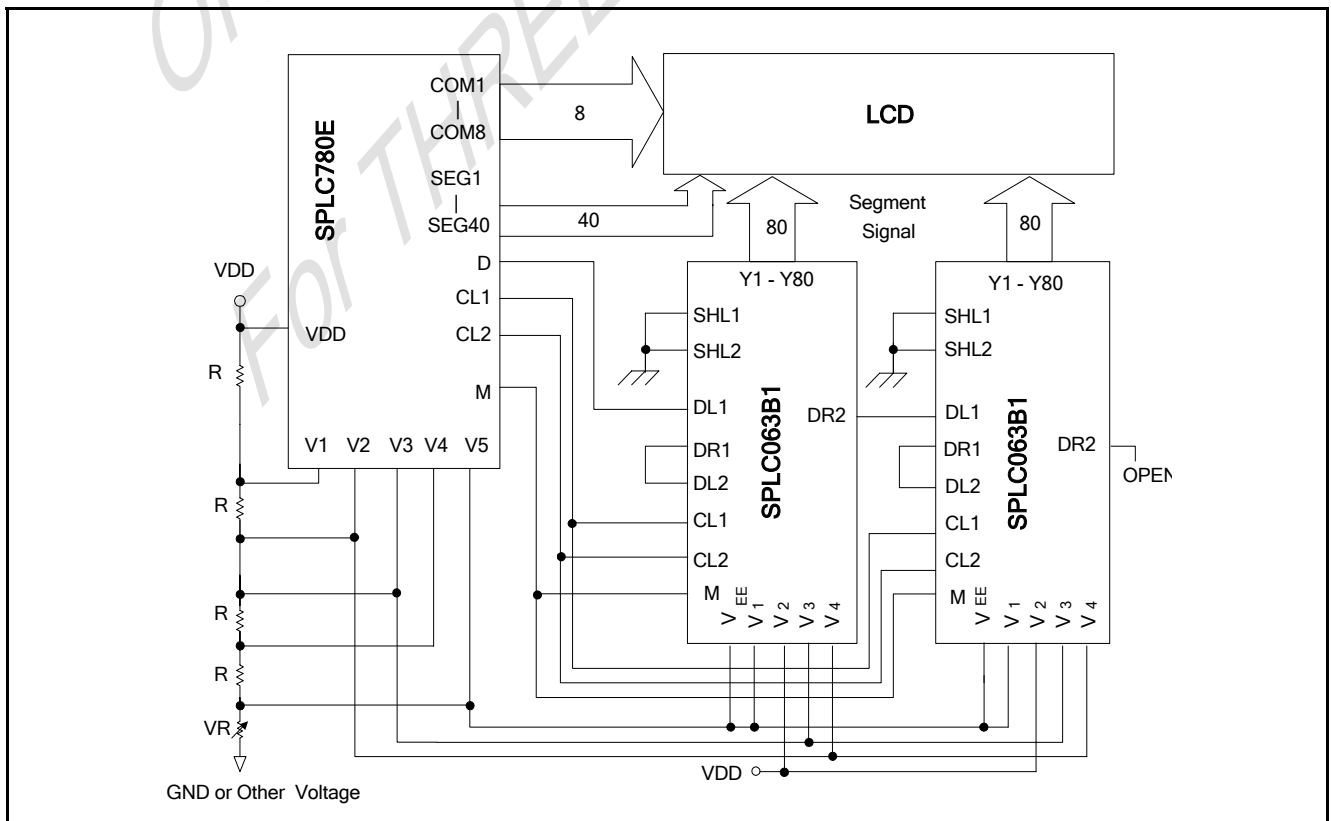 For THREE
SPLC780E
COM1
COM8
SEG1
SEG40
D
CL1
CL2
M
VDD
V1 V2 V3 V4 V5
8
40
LCD
Segment
Signal
80
80
VDD
R
R
R
R
VR
GND or Other Voltage
Y1 - Y80
SHL1
SHL2
DL1
DR1
DL2
CL1
CL2
M
DR2
SPLC063B1
VEE V1 V2 V3 V4
Y1 - Y80
SHL1
SHL2
DL1
DR1
DL2
CL1
CL2
M
DR2
OPEN
SPLC063B1
VEE V1 V2 V3 V4
VDD